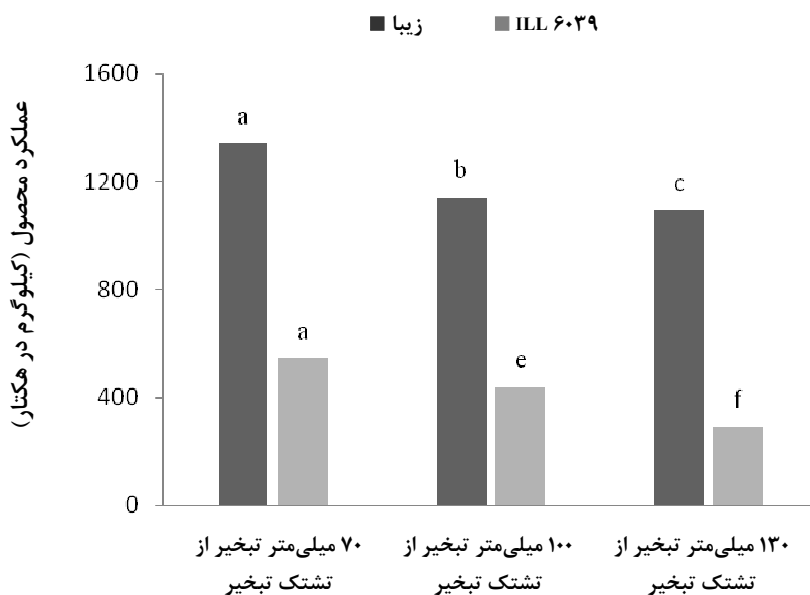 زیبا
ILL ۶۰۳۹
عملکرد محصول (کیلوگرم در هکتار)
1600
1200
800
400
0
a
a
b
e
c
f
۷۰ میلی‌متر تبخیر از
تشتک تبخیر
۱۰۰ میلی‌متر تبخیر از
تشتک تبخیر
۱۳۰ میلی‌متر تبخیر از
تشتک تبخیر